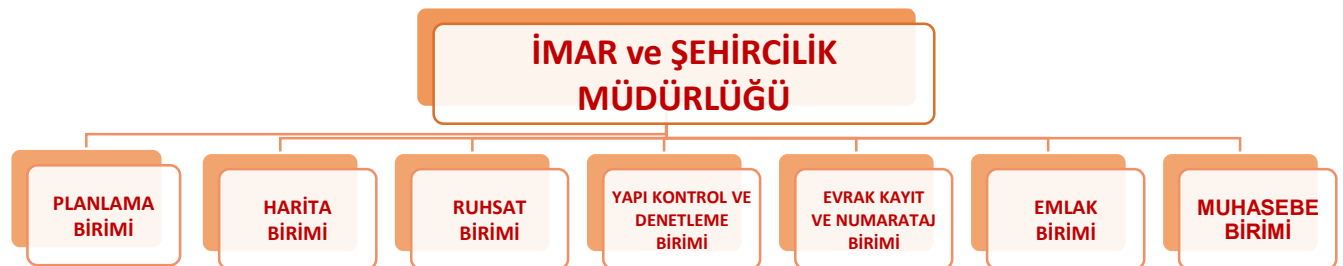 İMAR ve ŞEHİRCİLİK
MÜDÜRLÜĞÜ
PLANLAMA
BİRİMİ
HARİTA
BİRİMİ
RUHSAT
BİRİMİ
YAPI KONTROL VE
DENETLEME
BİRİMİ
EVRAK KAYIT
VE NUMARATAJ
BİRİMİ
EMLAK
BİRİMİ
MUHASEBE
BİRİMİ